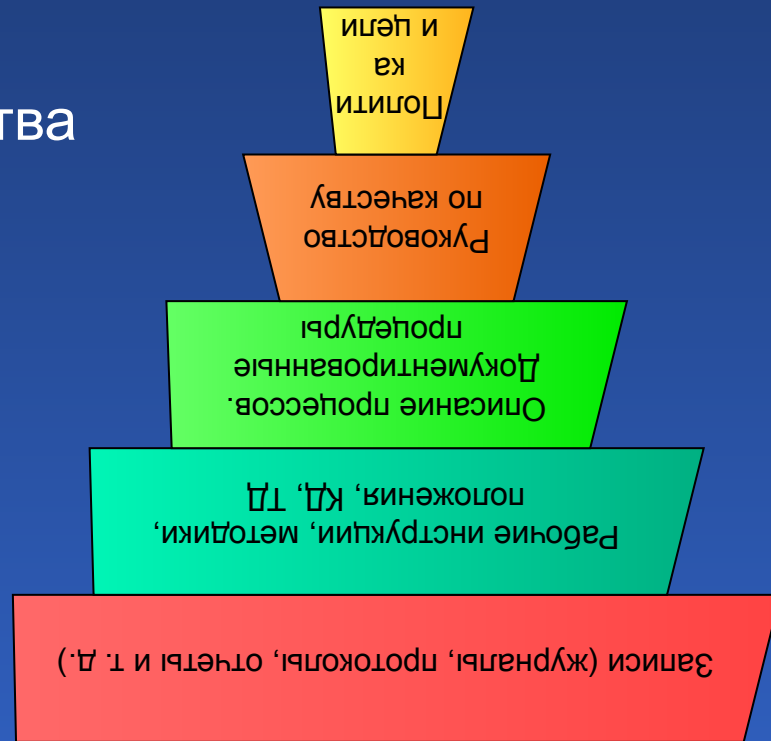 тва
Полити
ка
и цели
Руководство
по качеству
Описание процессов.
Документированные
процедуры
Рабочие инструкции, методики,
положения, КД, ТД
Записи (журналы, протоколы, отчеты и т. д.)